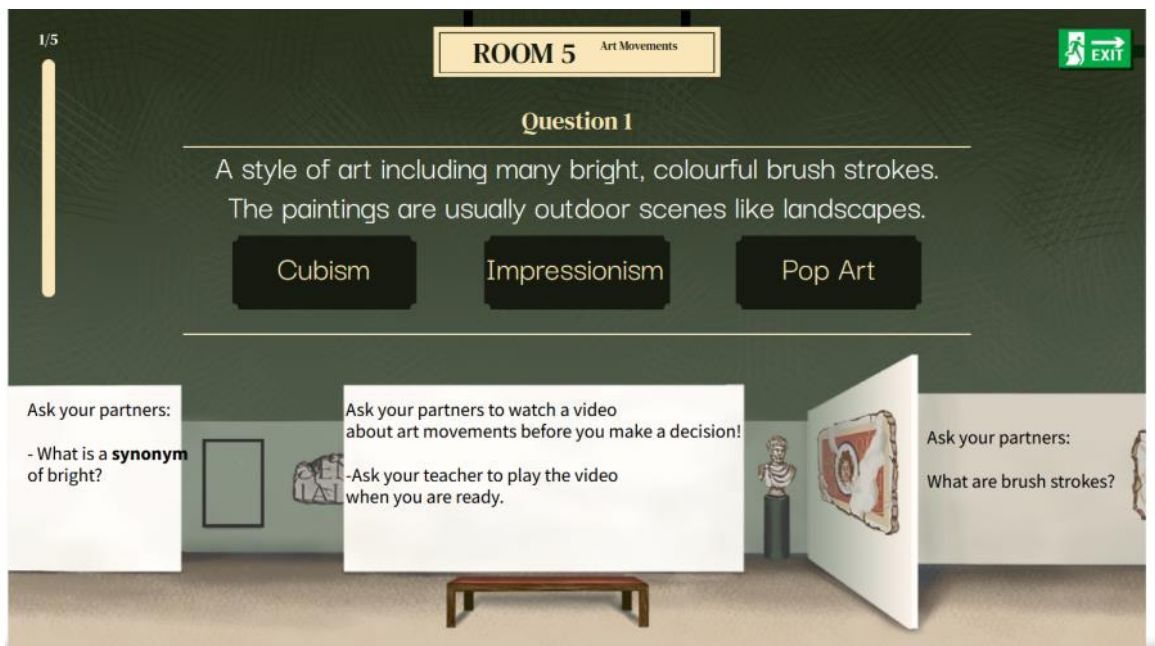 1/5
ROOM 5
Art Movements
EXIT
Question 1
A style of art including many bright, colourful brush strokes.
The paintings are usually outdoor scenes like landscapes.
Cubism
Impressionism
Pop Art
Ask your partners:
- What is a synonym
of bright?
Ask your partners to watch a video
about art movements before you make a decision!
-Ask your teacher to play the video
when you are ready.
Ask your partners:
What are brush strokes?